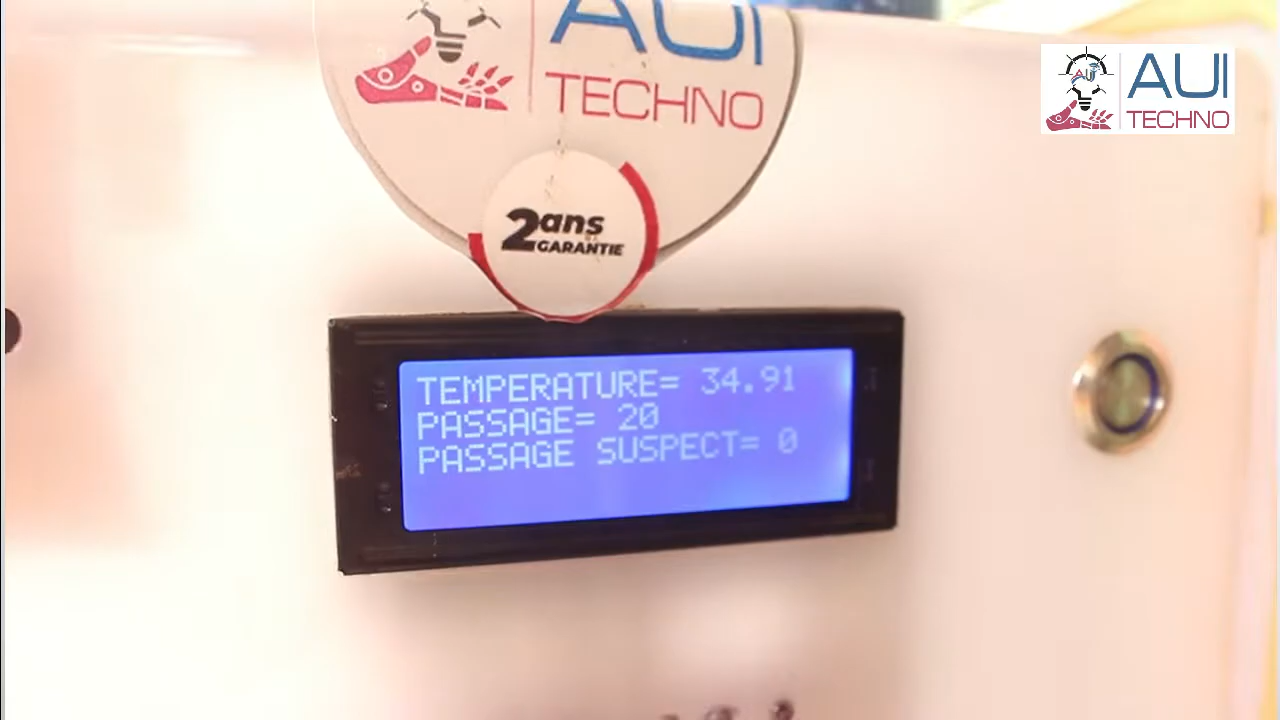 AUI
TECHNO
AUI
TECHNO
2ans
GARANTIE
TEMPERATURE= 34.91
PASSAGE= 20
PASSAGE SUSPECT= 0